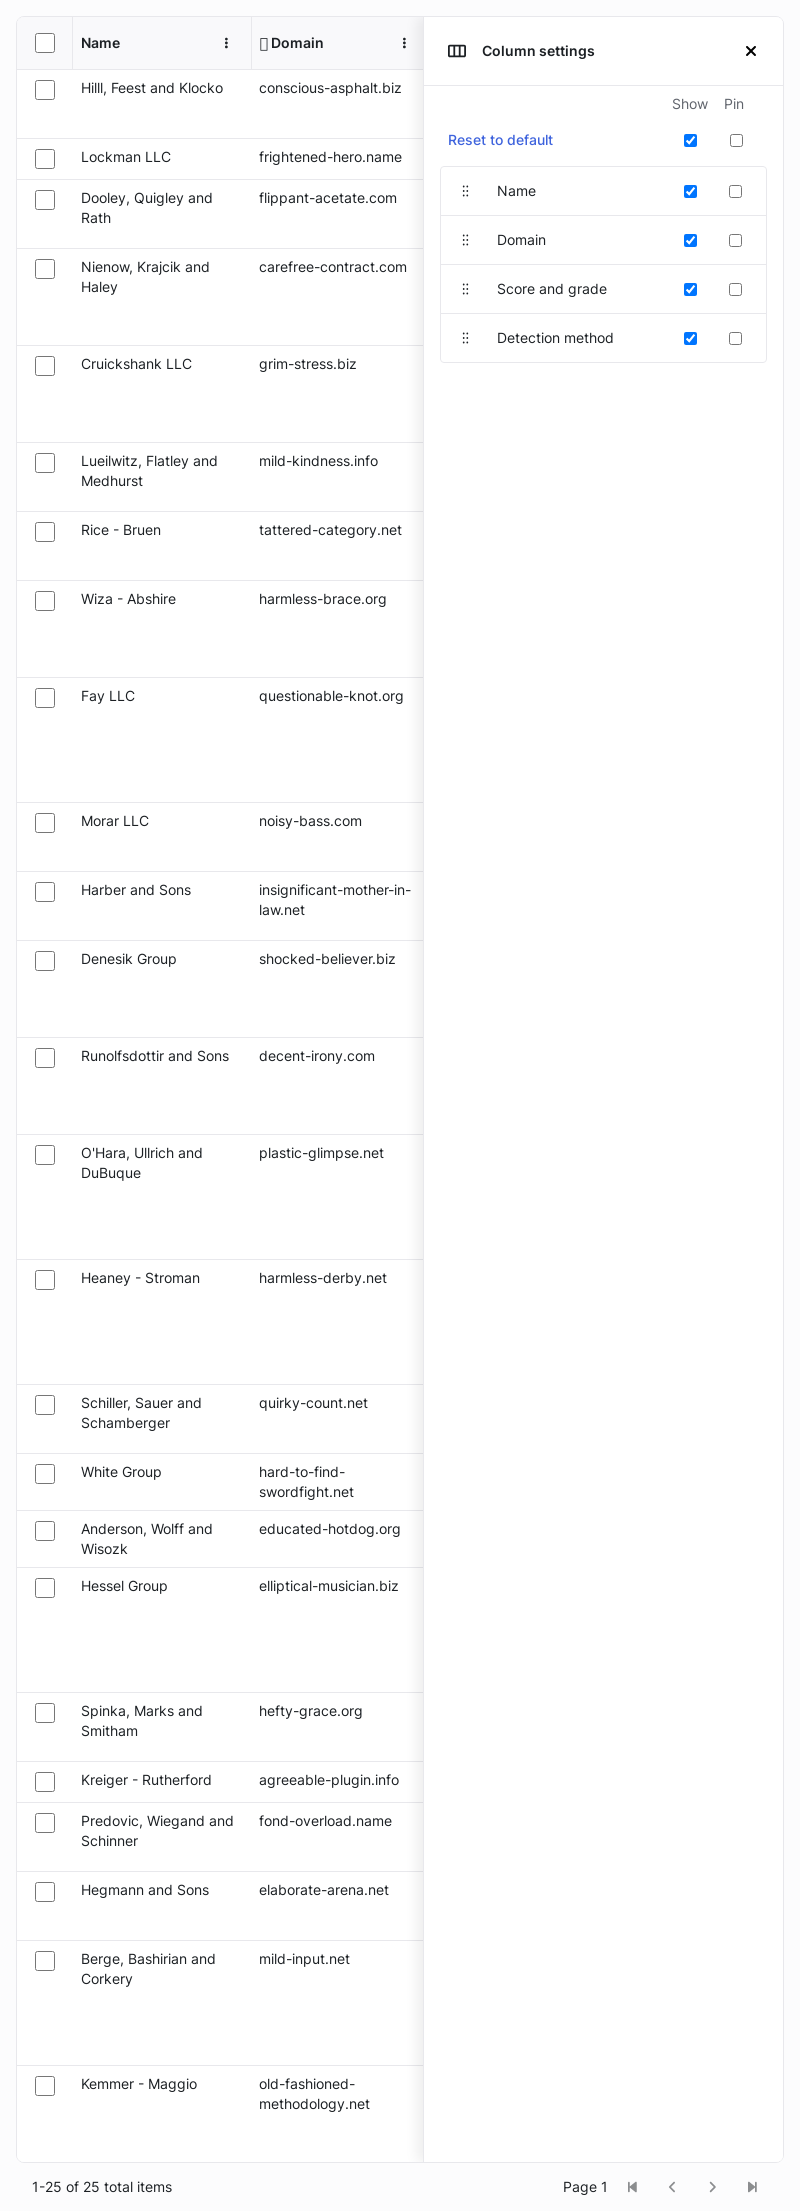 Name
Domain
Column settings
Show Pin
Reset to default
Name
Domain
Score and grade
Detection method
Hilll, Feest and Klocko conscious-asphalt.biz
Lockman LLC frightened-hero.name
Dooley, Quigley and flippant-acetate.com
Rath
Nienow, Krajcik and carefree-contract.com
Haley
Cruickshank LLC grim-stress.biz
Lueilwitz, Flatley and mild-kindness.info
Medhurst
Rice - Bruen tattered-category.net
Wiza - Abshire harmless-brace.org
Fay LLC questionable-knot.org
Morar LLC noisy-bass.com
Harber and Sons insignificant-mother-in-
law.net
Denesik Group shocked-believer.biz
Runolfsdottir and Sons decent-irony.com
O'Hara, Ullrich and plastic-glimpse.net
DuBuque
Heaney - Stroman harmless-derby.net
Schiller, Sauer and quirky-count.net
Schamberger
White Group hard-to-find-
swordfight.net
Anderson, Wolff and educated-hotdog.org
Wisozk
Hessel Group elliptical-musician.biz
Spinka, Marks and hefty-grace.org
Smitham
Kreiger - Rutherford agreeable-plugin.info
Predovic, Wiegand and fond-overload.name
Schinner
Hegmann and Sons elaborate-arena.net
Berge, Bashirian and mild-input.net
Corkery
Kemmer - Maggio old-fashioned-
methodology.net
1-25 of 25 total items Page 1